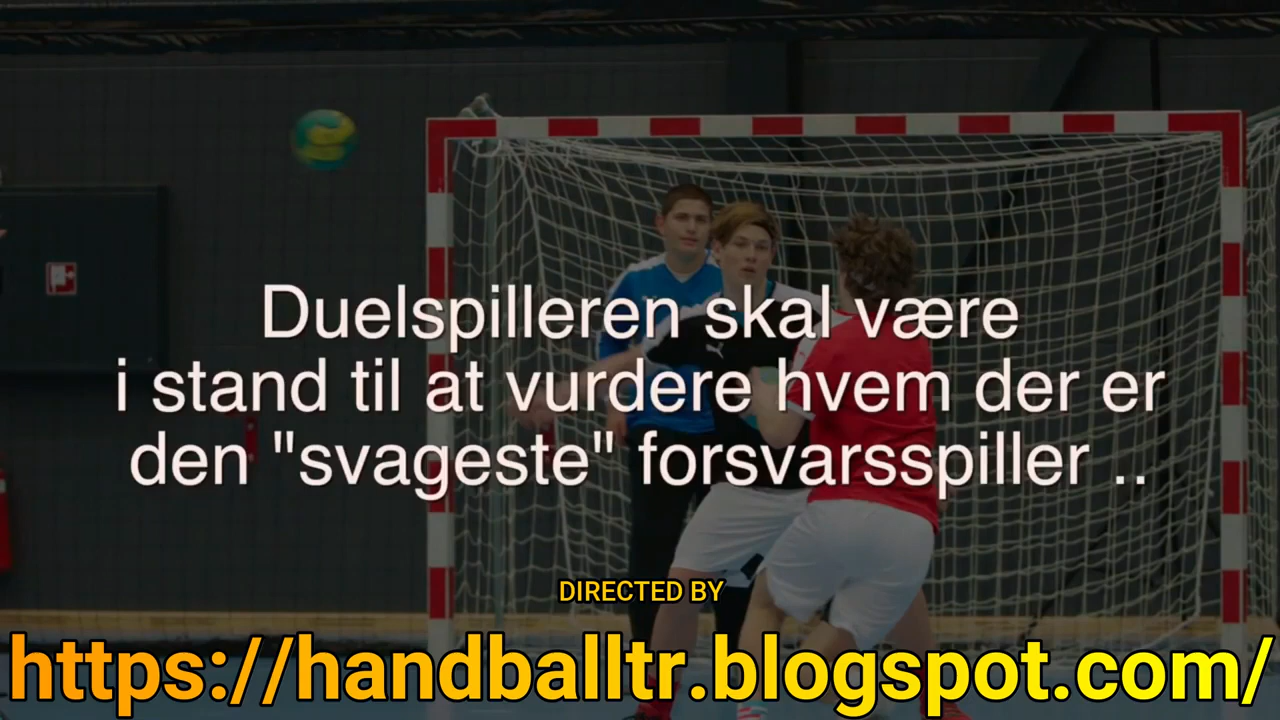 Duelspilleren skal være
i stand til at vurdere hvem der er
den "svageste" forsvarsspiller ..
DIRECTED BY
https://handballtr.blogspot.com/